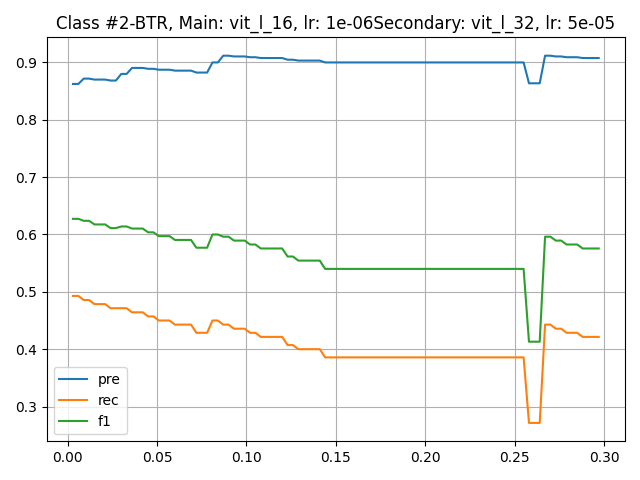 Class #2-BTR, Main: vit_l_16, lr: 1e-06Secondary: vit_l_32, lr: 5e-05
0.9
0.8
0.7
0.6
0.5
0.4
0.3
pre
rec
f1
0.00 0.05 0.10 0.15 0.20 0.25 0.30